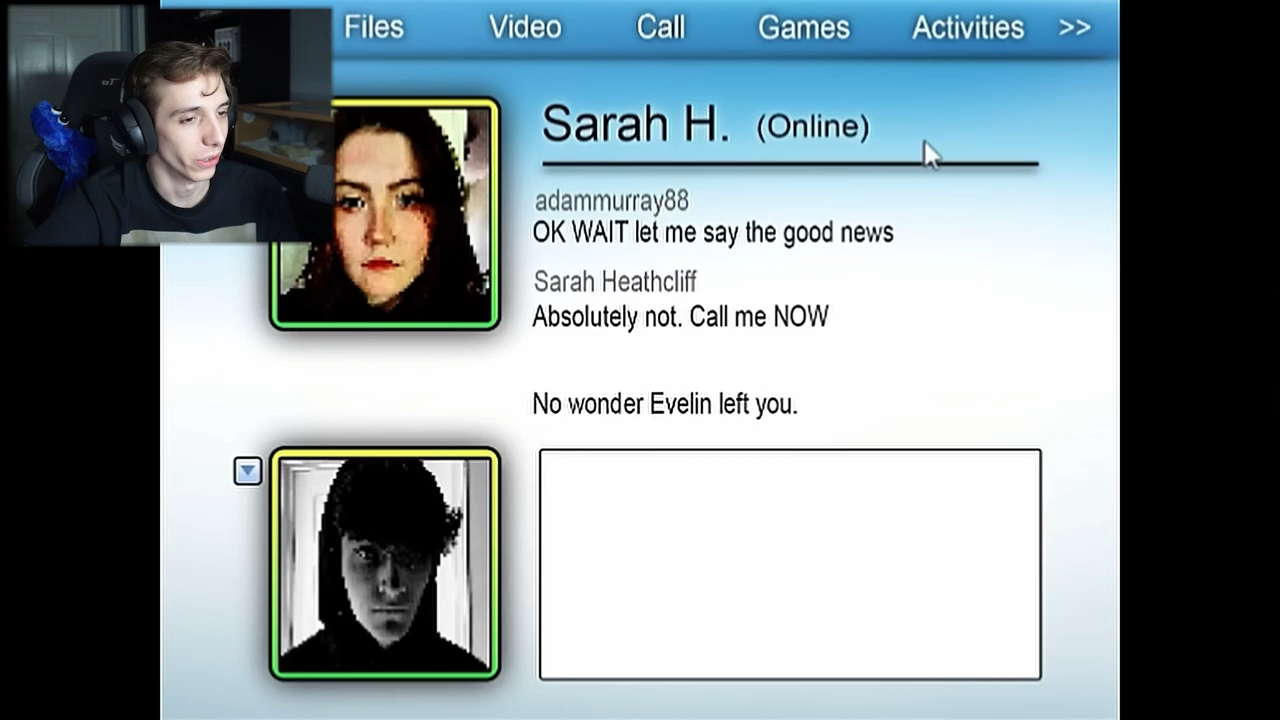 Files Video Call Games Activities >>
Sarah H. (Online)
adammurray88
OK WAIT let me say the good news
Sarah Heathcliff
Absolutely not. Call me NOW
No wonder Evelin left you.